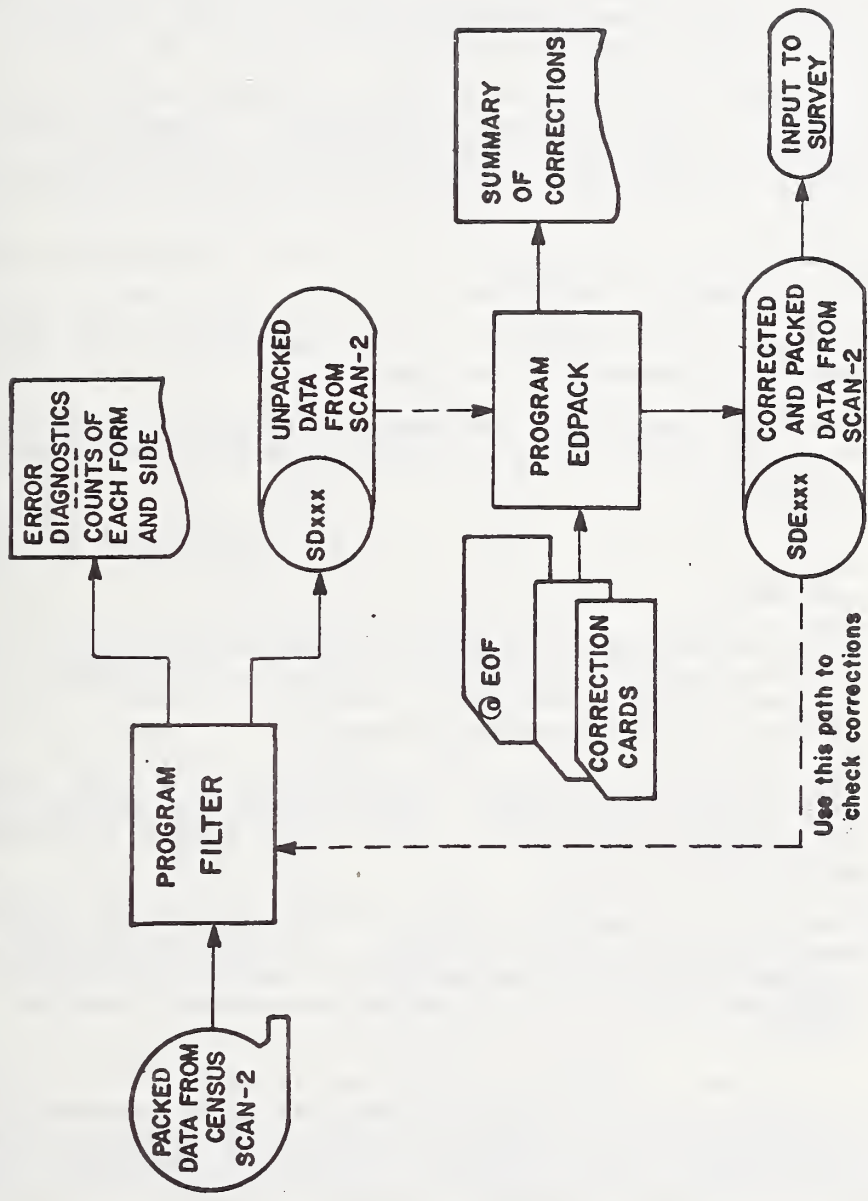 PACKED
DATA FROM
CENSUS
SCAN-2
PROGRAM
FILTER
ERROR
DIAGNOSTICS
COUNTS OF
EACH FORM
AND SIDE
SDxxx
UNPACKED
DATA
FROM
SCAN-2
@ EOF
CORRECTION
CARDS
PROGRAM
EDPACK
SUMMARY
OF
CORRECTIONS
SDExxx
CORRECTED
AND PACKED
DATA FROM
SCAN-2
INPUT TO
SURVEY
Use this path to
check corrections